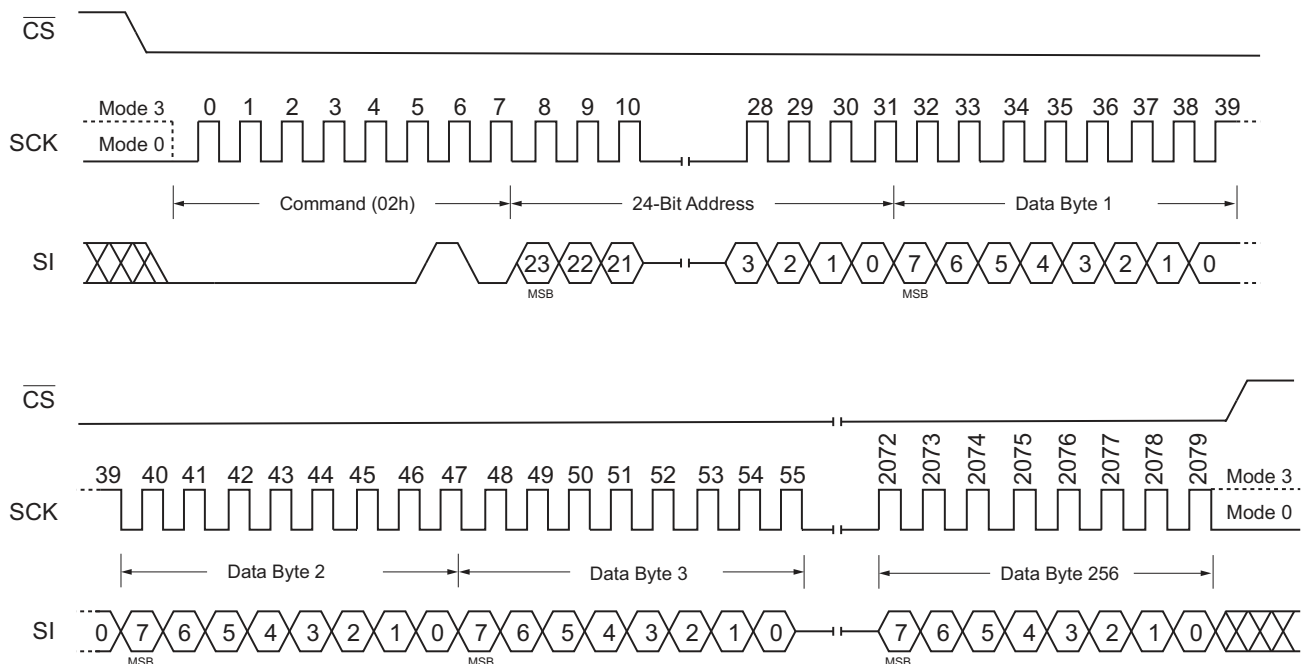 CS
Mode 3
0 1 2 3 4 5 6 7 8 9 10 28 29 30 31 32 33 34 35 36 37 38 39
SCK
Mode 0
Command (02h) 24-Bit Address Data Byte 1
SI
23 22 21 3 2 1 0 7 6 5 4 3 2 1 0
MSB MSB
CS
39 40 41 42 43 44 45 46 47 48 49 50 51 52 53 54 55 2072 2073 2074 2075 2076 2077 2078 2079
Mode 3
SCK
Mode 0
Data Byte 2 Data Byte 3 Data Byte 256
SI
0 7 6 5 4 3 2 1 0 7 6 5 4 3 2 1 0 7 6 5 4 3 2 1 0
MSB MSB MSB